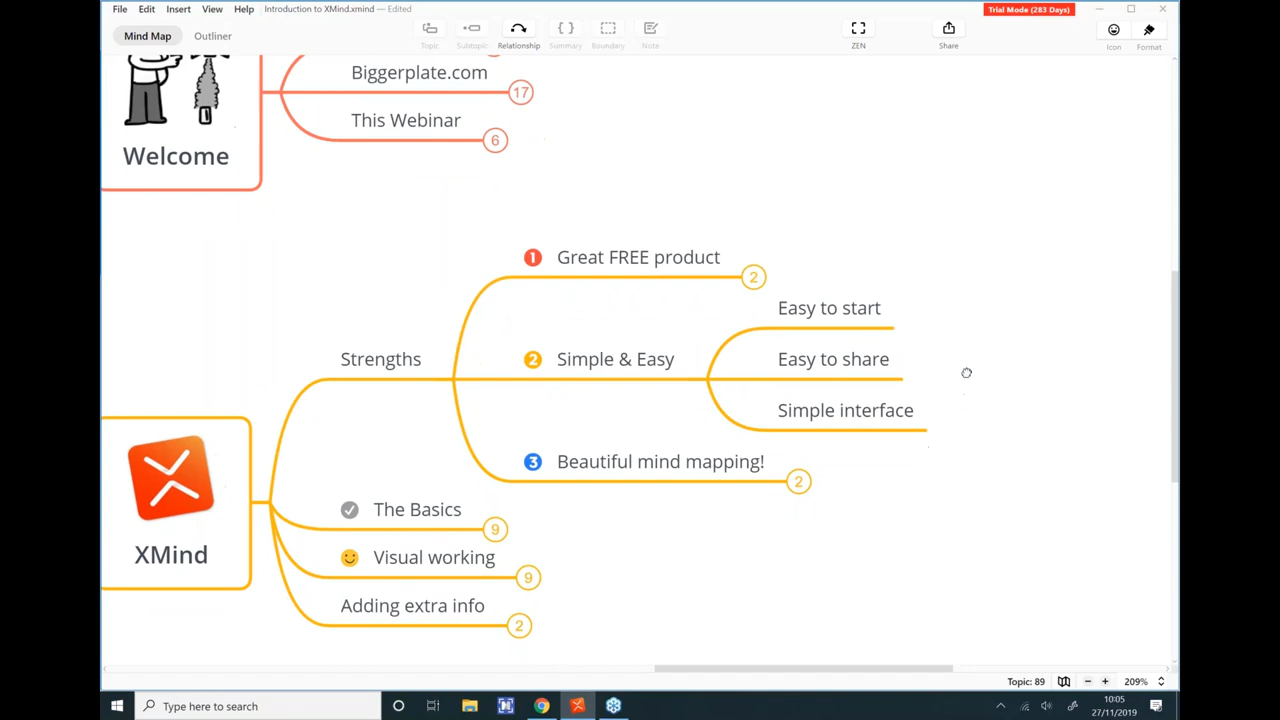 File Edit Insert View Help Introduction to XMind.xmind — Edited Trial Mode (283 Days)
Mind Map Outliner
Topic Subtopic Relationship Summary Boundary Note ZEN Share Icon Format
Biggerplate.com
17
This Webinar
6
Welcome
1 Great FREE product
2
Easy to start
Strengths
2 Simple & Easy
Easy to share
Simple interface
3 Beautiful mind mapping!
2
The Basics
9
XMind
Visual working
9
Adding extra info
2
Topic: 89 209%
Type here to search
10:05
27/11/2019